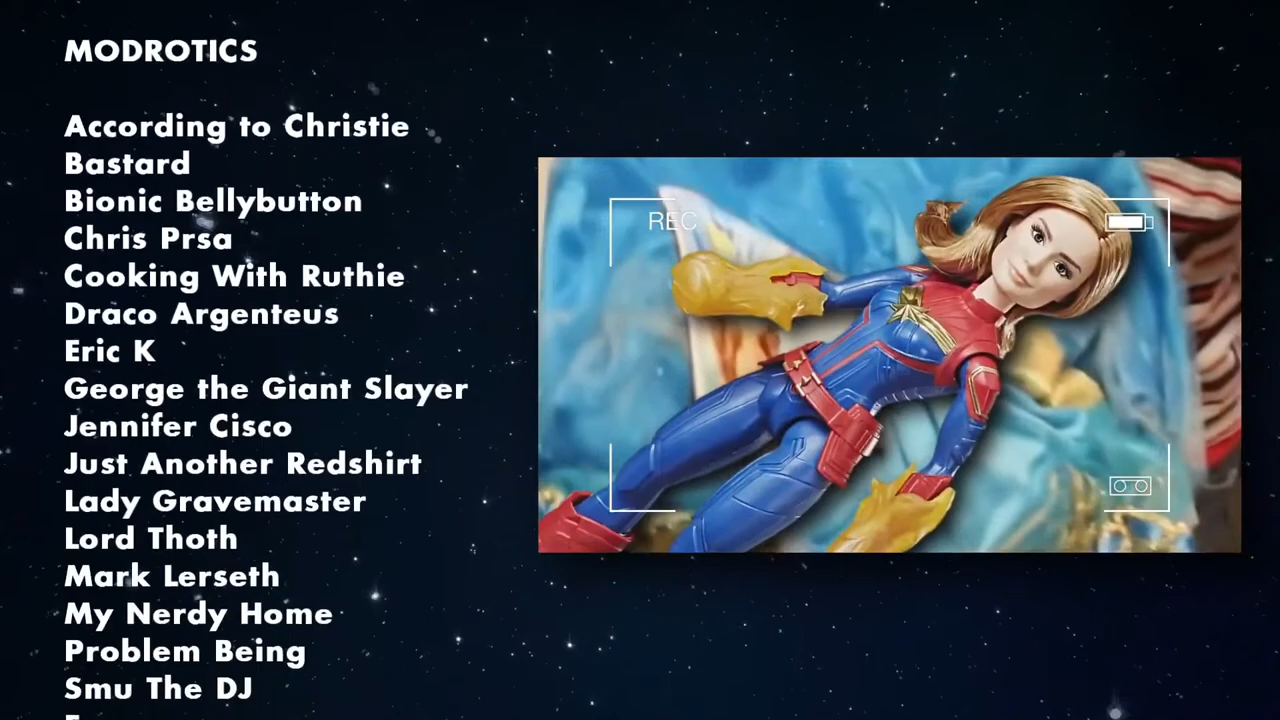 MODROTICS
According to Christie
Bastard
Bionic Bellybutton
Chris Prsa
Cooking With Ruthie
Draco Argenteus
Eric K
George the Giant Slayer
Jennifer Cisco
Just Another Redshirt
Lady Gravemaster
Lord Thoth
Mark Lerseth
My Nerdy Home
Problem Being
Smu The DJ
REC